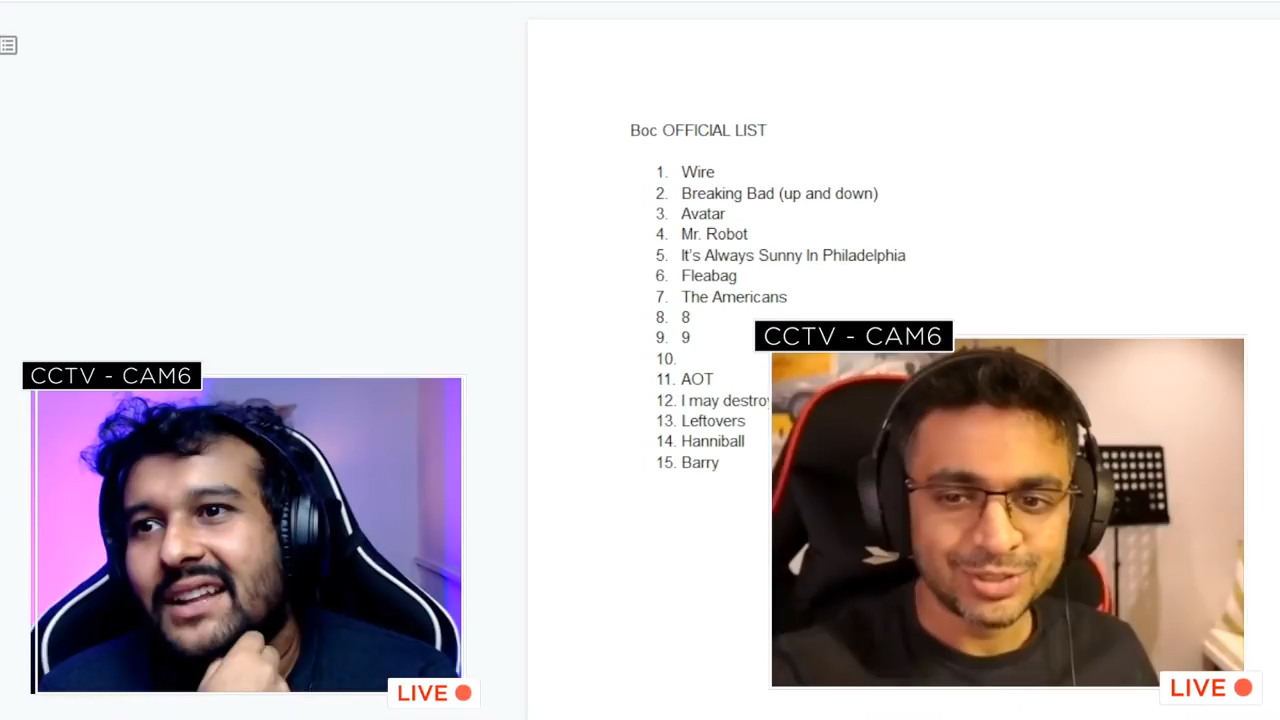 Boc OFFICIAL LIST
1. Wire
2. Breaking Bad (up and down)
3. Avatar
4. Mr. Robot
5. It's Always Sunny In Philadelphia
6. Fleabag
7. The Americans
8. 8
9. 9
10.
11. AOT
12. I may destroy
13. Leftovers
14. Hanniball
15. Barry
CCTV - CAM6
CCTV - CAM6
LIVE
LIVE